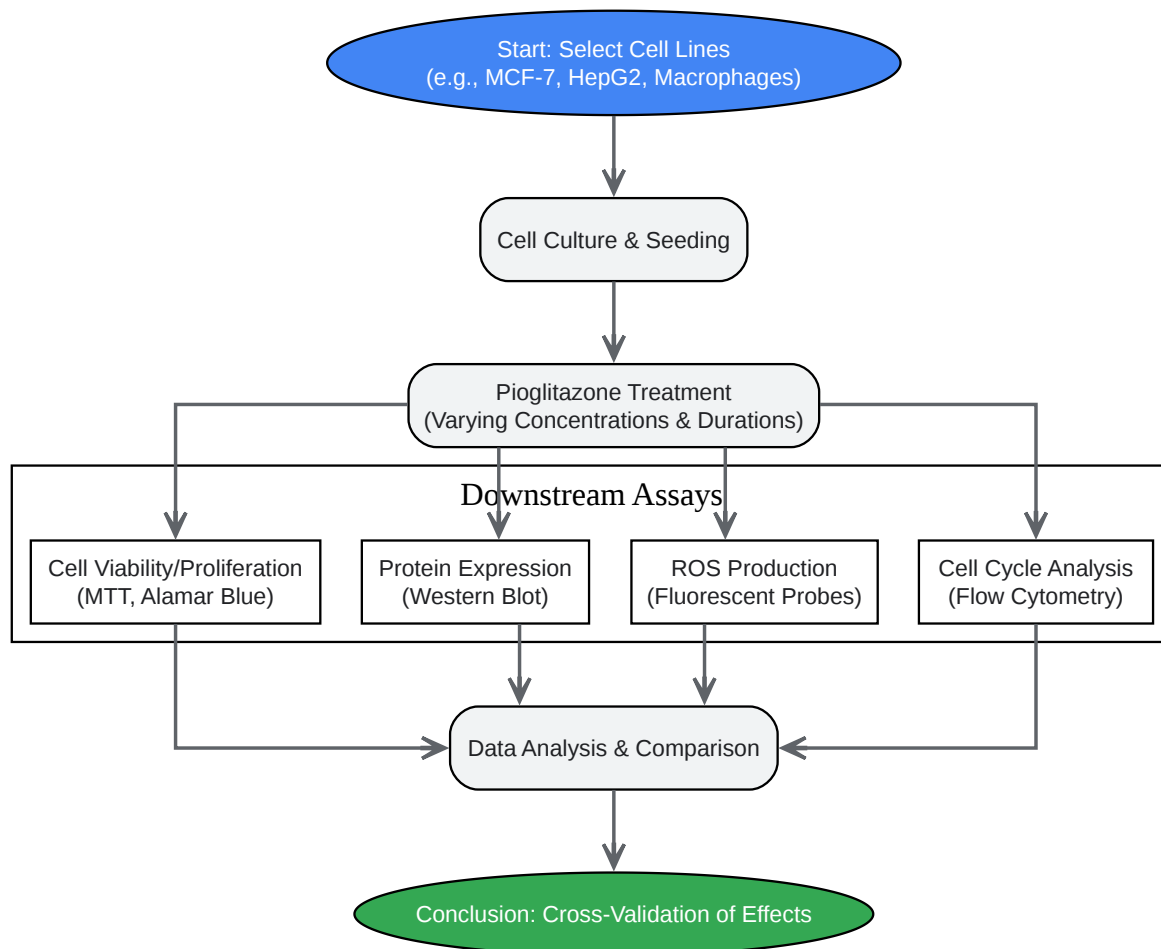 Start: Select Cell Lines
(e.g., MCF-7, HepG2, Macrophages)
Cell Culture & Seeding
Pioglitazone Treatment
(Varying Concentrations & Durations)
Downstream Assays
Cell Viability/Proliferation
(MTT, Alamar Blue)
Protein Expression
(Western Blot)
ROS Production
(Fluorescent Probes)
Cell Cycle Analysis
(Flow Cytometry)
Data Analysis & Comparison
Conclusion: Cross-Validation of Effects